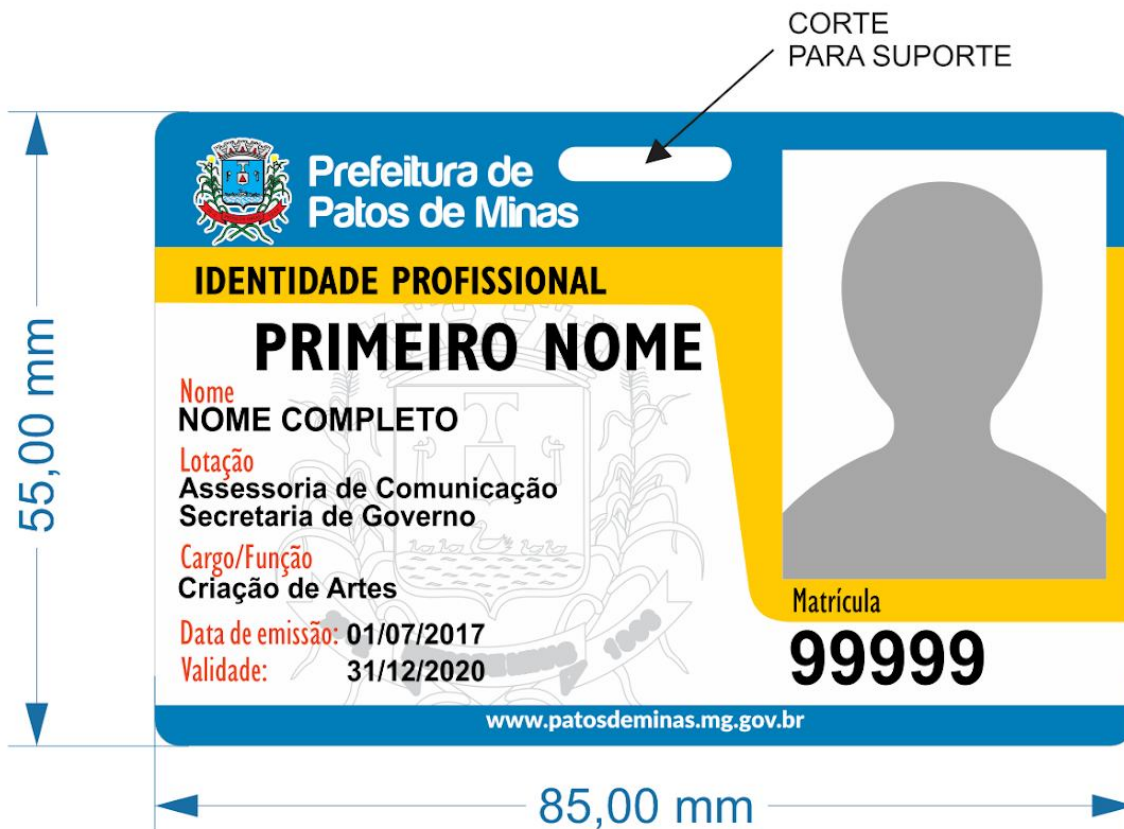 CORTE
PARA SUPORTE
Prefeitura de
Patos de Minas
IDENTIDADE PROFISSIONAL
PRIMEIRO NOME
Nome
NOME COMPLETO
Lotação
Assessoria de Comunicação
Secretaria de Governo
Cargo/Função
Criação de Artes
Data de emissão: 01/07/2017
Validade: 31/12/2020
Matrícula
99999
www.patosdeminas.mg.gov.br
55,00 mm
85,00 mm